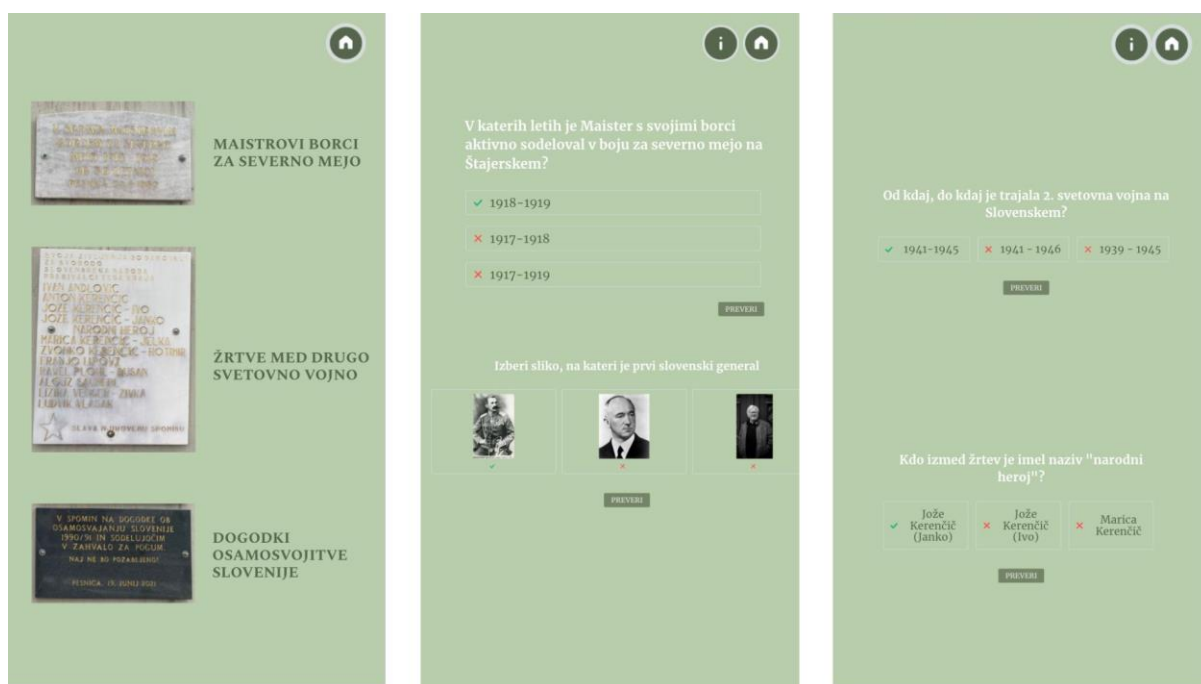 MAISTROVI BORCI
ZA SEVERNO MEJO
IVAN ANDLOVIC
ANTON KERENČIČ
JOŽE KERENČIČ - IVO
JOŽE KERENČIČ - JANKO
NARODNI HEROJ
MARICA KERENČIČ - JELKA
SLAVA NJIHOVEMU SPOMINU
ŽRTVE MED DRUGO
SVETOVNO VOJNO
V SPOMIN NA DOGODKE OB
OSAMOSVAJANJU SLOVENIJE
1990/91 IN SODELUJOČIM
V ZAHVALO ZA POGUM
NAJ NE BO POZABLJENO!
PESNICA, JUNIJ 2021
DOGODKI
OSAMOSVOJITVE
SLOVENIJE
i
V katerih letih je Maister s svojimi borci
aktivno sodeloval v boju za severno mejo na
Štajerskem?
1918-1919
1917-1918
1917-1919
PREVERI
Izberi sliko, na kateri je prvi slovenski general
PREVERI
i
Od kdaj, do kdaj je trajala 2. svetovna vojna na
Slovenskem?
1941-1945
1941 - 1946
1939 - 1945
PREVERI
Kdo izmed žrtev je imel naziv "narodni
heroj"?
Jože
Kerenčič
(Janko)
Jože
Kerenčič
(Ivo)
Marica
Kerenčič
PREVERI